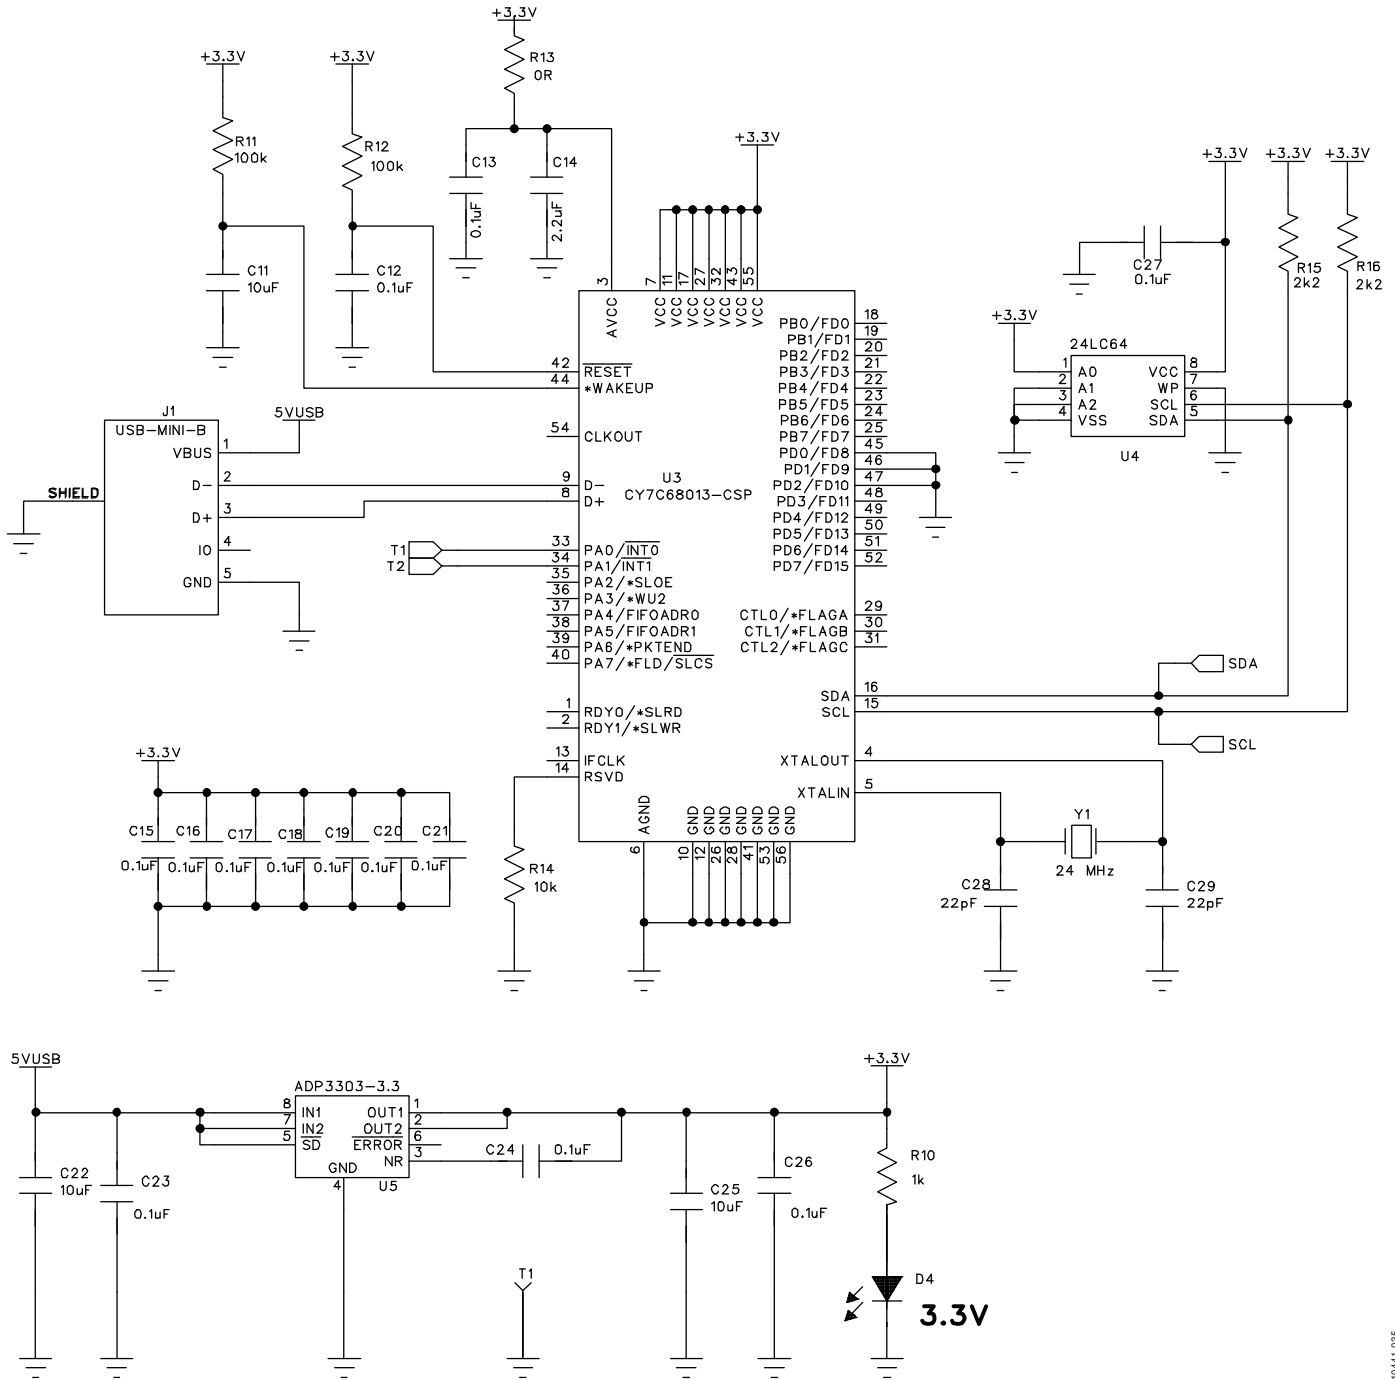 +3.3V
R13
0R
+3.3V
R11
100k
C11
10uF
+3.3V
R12
100k
C12
0.1uF
C13
0.1uF
C14
2.2uF
+3.3V
3 7 11 17 27 32 43 55
AVCC VCC VCC VCC VCC VCC VCC VCC
42 RESET
44 *WAKEUP
54 CLKOUT
9 D-
8 D+
33 PA0/INT0
34 PA1/INT1
35 PA2/*SLOE
36 PA3/*WU2
37 PA4/FIFOADR0
38 PA5/FIFOADR1
39 PA6/*PKTEND
40 PA7/*FLD/SLCS
1 RDY0/*SLRD
2 RDY1/*SLWR
13 IFCLK
14 RSVD
U3
CY7C68013-CSP
PB0/FD0 18
PB1/FD1 19
PB2/FD2 20
PB3/FD3 21
PB4/FD4 22
PB5/FD5 23
PB6/FD6 24
PB7/FD7 25
PD0/FD8 45
PD1/FD9 46
PD2/FD10 47
PD3/FD11 48
PD4/FD12 49
PD5/FD13 50
PD6/FD14 51
PD7/FD15 52
CTL0/*FLAGA 29
CTL1/*FLAGB 30
CTL2/*FLAGC 31
SDA 16
SCL 15
XTALOUT 4
XTALIN 5
AGND GND GND GND GND GND GND GND
6 10 12 26 28 41 53 56
J1
USB-MINI-B
VBUS 1
D- 2
D+ 3
IO 4
GND 5
SHIELD
5VUSB
T1
T2
+3.3V
+3.3V
+3.3V
C27
0.1uF
R15
2k2
R16
2k2
+3.3V
24LC64
1 A0 VCC 8
2 A1 WP 7
3 A2 SCL 6
4 VSS SDA 5
U4
SDA
SCL
Y1
24 MHz
C28
22pF
C29
22pF
+3.3V
C15 C16 C17 C18 C19 C20 C21
0.1uF 0.1uF 0.1uF 0.1uF 0.1uF 0.1uF 0.1uF
R14
10k
5VUSB
C22
10uF
C23
0.1uF
ADP3303-3.3
8 IN1 OUT1 1
7 IN2 OUT2 2
5 SD ERROR 6
NR 3
GND
4
U5
C24
0.1uF
C25
10uF
C26
0.1uF
+3.3V
R10
1k
D4
3.3V
T1
10441-035